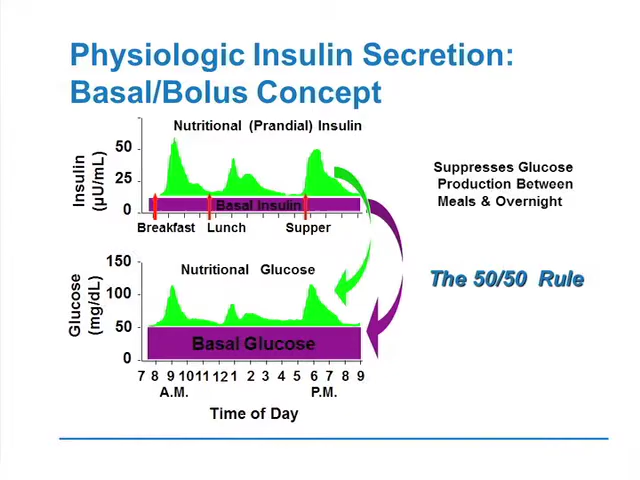 Physiologic Insulin Secretion:
Basal/Bolus Concept
Nutritional (Prandial) Insulin
Insulin
(µU/mL)
50
25
0
Basal Insulin
Breakfast Lunch Supper
Suppresses Glucose
Production Between
Meals & Overnight
The 50/50 Rule
Nutritional Glucose
Glucose
(mg/dL)
150
100
50
0
Basal Glucose
7 8 9 10 11 12 1 2 3 4 5 6 7 8 9
A.M. P.M.
Time of Day